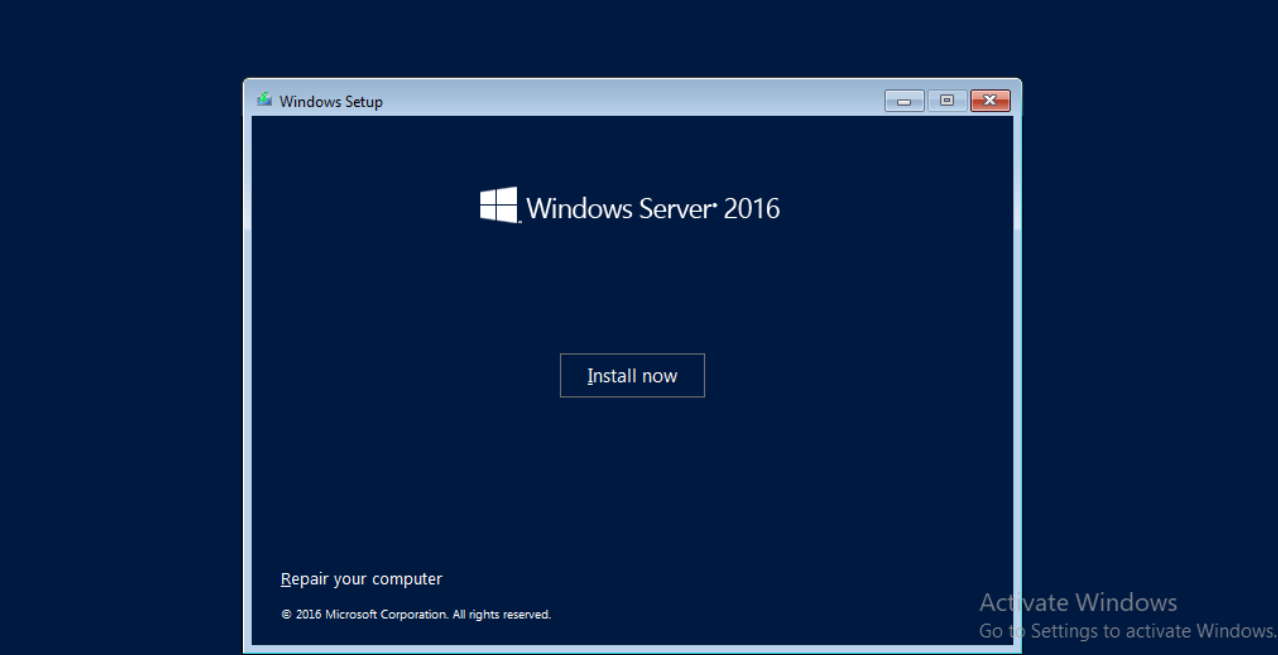 Windows Setup
Windows Server• 2016
Install now
Repair your computer
© 2016 Microsoft Corporation. All rights reserved.
Activate Windows
Go to Settings to activate Windows.